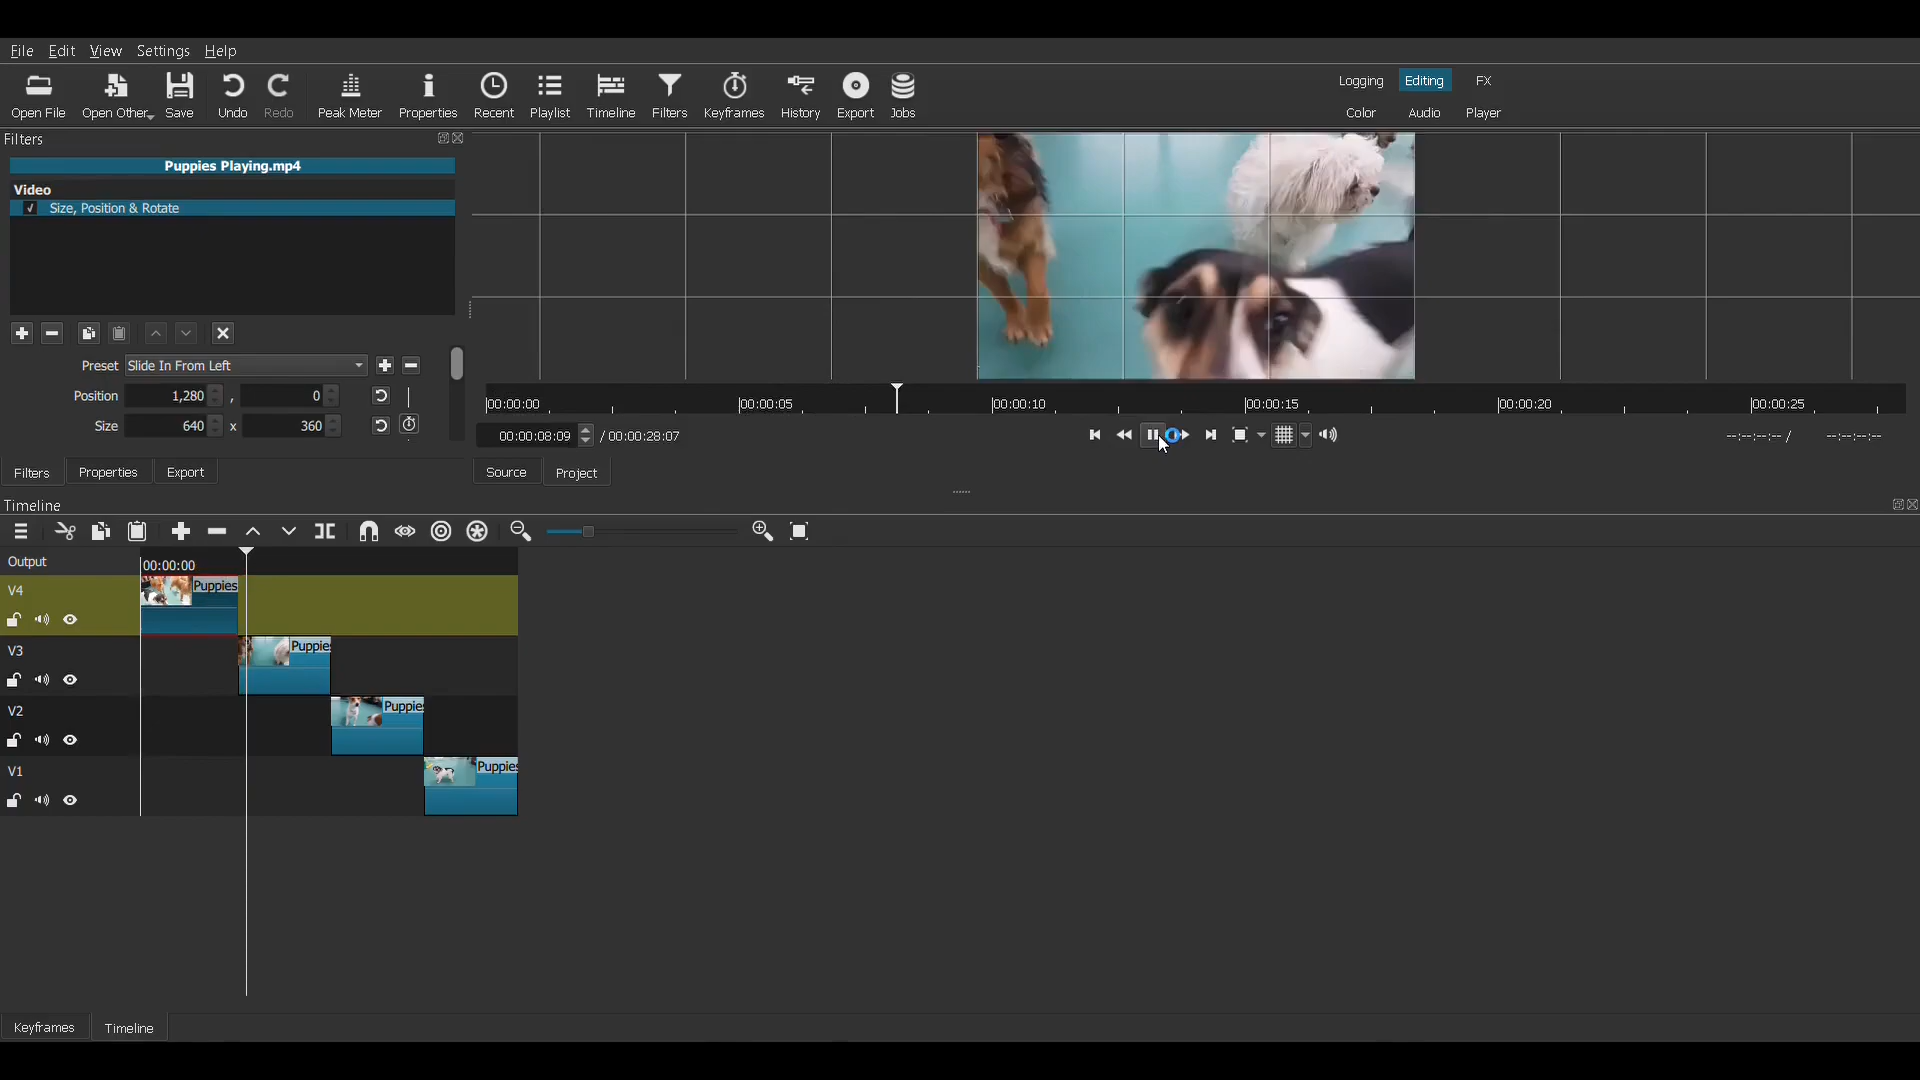 File Edit View Settings Help
Open File Open Other Save Undo Redo Peak Meter Properties Recent Playlist Timeline Filters Keyframes History Export Jobs
Logging Editing FX
Color Audio Player
Filters
Puppies Playing.mp4
Video
Size, Position & Rotate
Preset Slide In From Left
Position 1,280 , 0
Size 640 x 360
00:00:00 00:00:05 00:00:10 00:00:15 00:00:20 00:00:25
00:00:08:09 / 00:00:28:07
--:--:--:-- / --:--:--:--
Filters Properties Export
Source Project
Timeline
Output
00:00:00
V4 Puppies
V3 Puppie
V2 Puppie
V1 Puppies
Keyframes Timeline